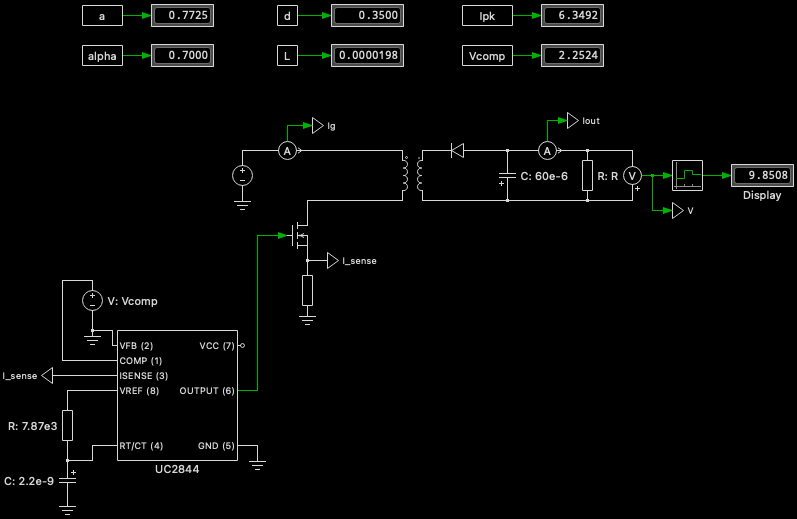 a 0.7725 d 0.3500 Ipk 6.3492
alpha 0.7000 L 0.0000198 Vcomp 2.2524
Ig Iout
A A
C: 60e-6 R: R V 9.8508
Display
V
I_sense
V: Vcomp
VFB (2) VCC (7)
COMP (1)
I_sense ISENSE (3)
VREF (8) OUTPUT (6)
R: 7.87e3
RT/CT (4) GND (5)
UC2844
C: 2.2e-9